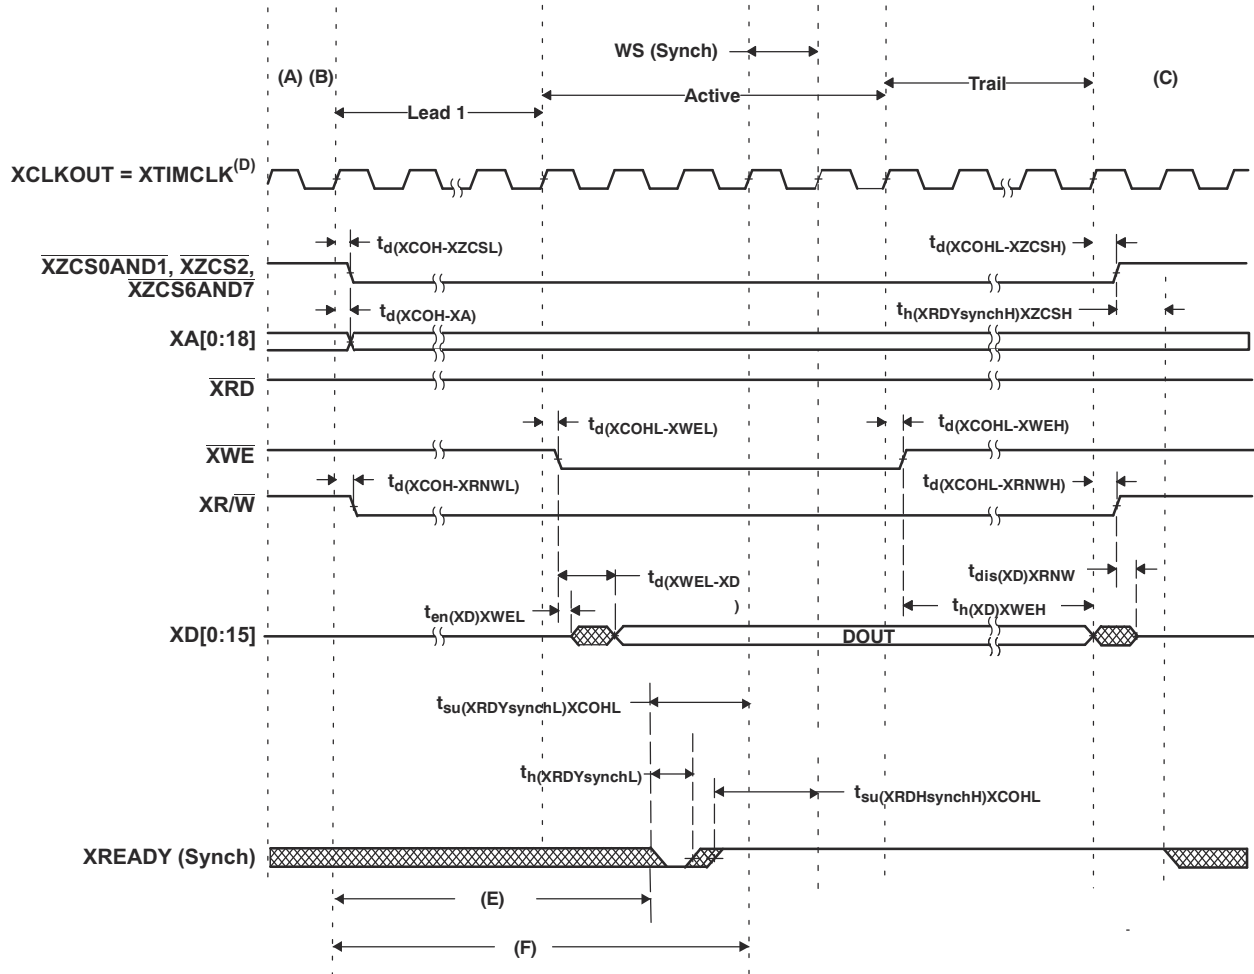 WS (Synch)
(A) (B)
Trail
(C)
Active
Lead 1
XCLKOUT = XTIMCLK(D)
td(XCOH-XZCSL)
td(XCOHL-XZCSH)
XZCS0AND1, XZCS2,
XZCS6AND7
td(XCOH-XA)
th(XRDYsynchH)XZCSH
XA[0:18]
XRD
td(XCOHL-XWEL)
td(XCOHL-XWEH)
XWE
td(XCOH-XRNWL)
td(XCOHL-XRNWH)
XR/W
td(XWEL-XD
)
tdis(XD)XRNW
ten(XD)XWEL
th(XD)XWEH
XD[0:15]
DOUT
tsu(XRDYsynchL)XCOHL
th(XRDYsynchL)
tsu(XRDHsynchH)XCOHL
XREADY (Synch)
(E)
(F)